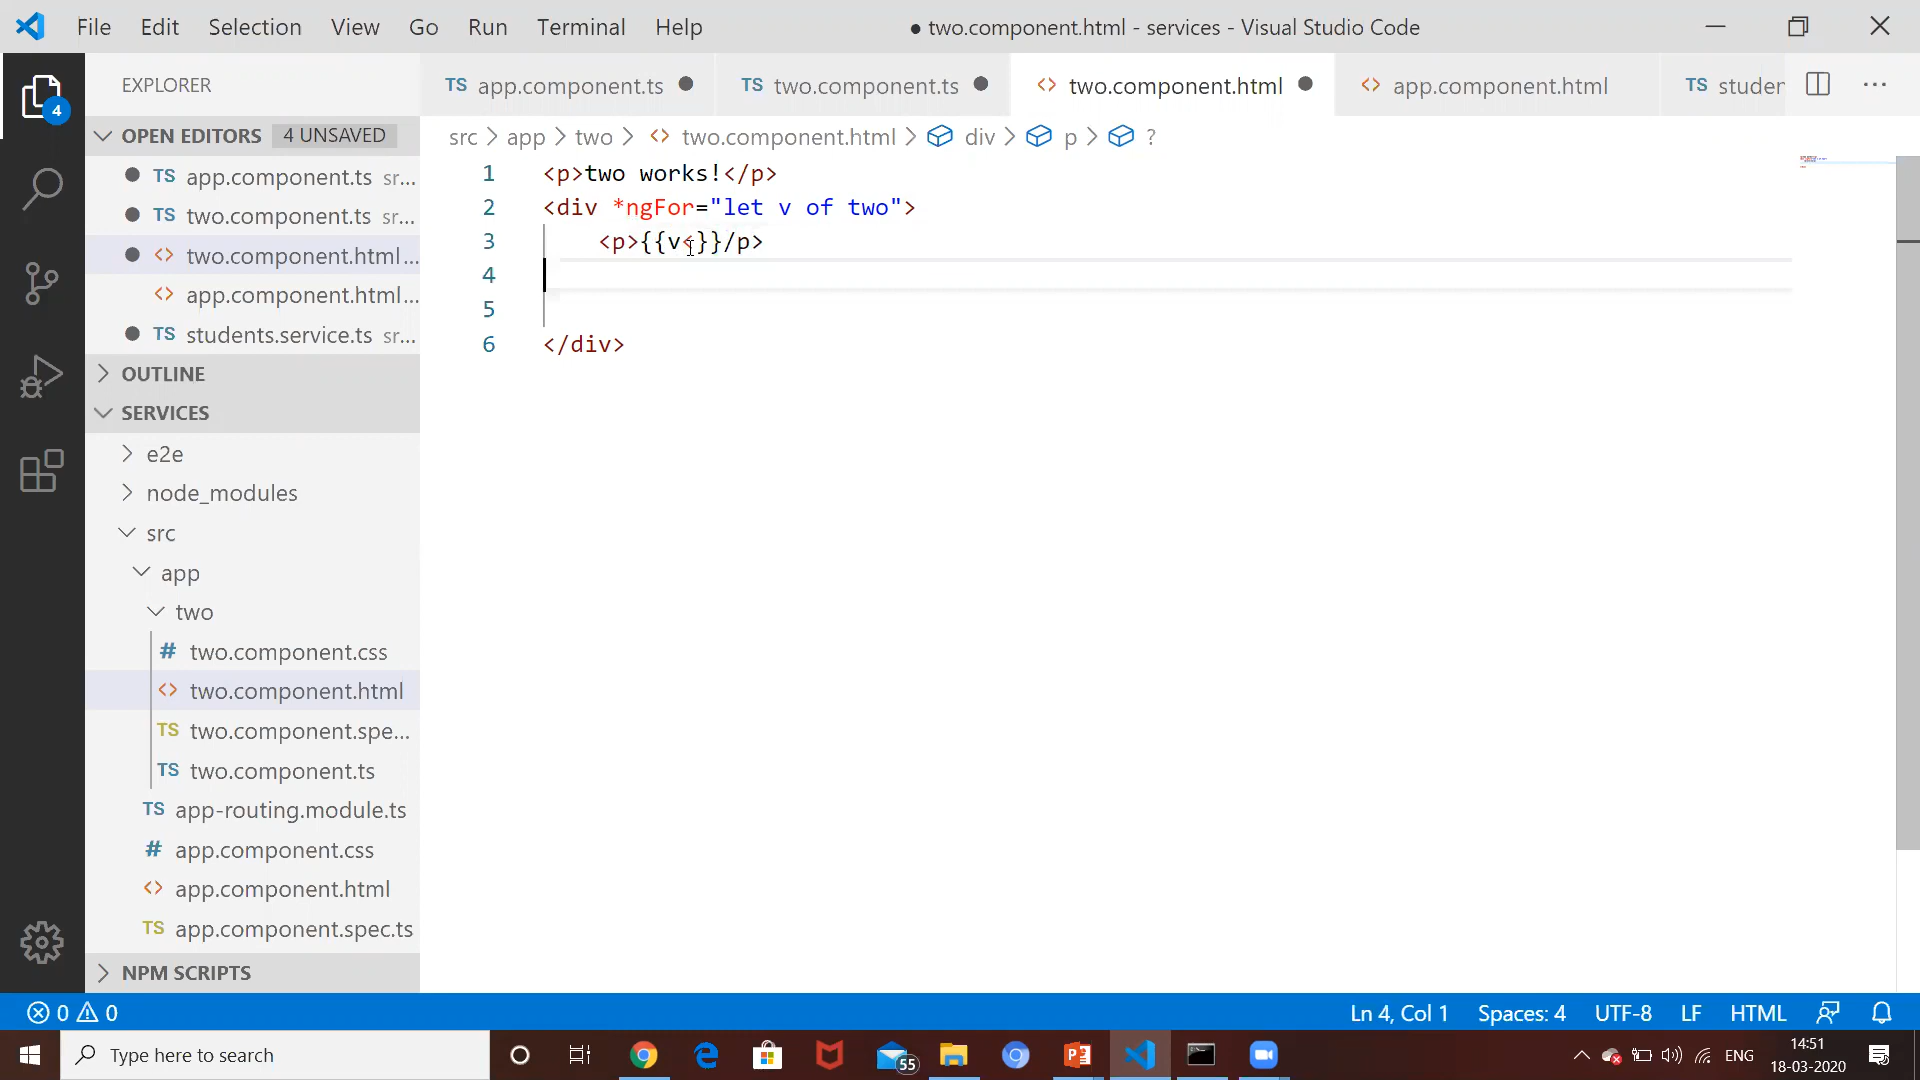 File Edit Selection View Go Run Terminal Help
● two.component.html - services - Visual Studio Code
EXPLORER
TS app.component.ts ●
TS two.component.ts ●
<> two.component.html ●
<> app.component.html
TS studer
...
4
OPEN EDITORS 4 UNSAVED
● TS app.component.ts sr...
● TS two.component.ts sr...
● <> two.component.html...
<> app.component.html...
● TS students.service.ts sr...
OUTLINE
SERVICES
e2e
node_modules
src
app
two
# two.component.css
<> two.component.html
TS two.component.spe...
TS two.component.ts
TS app-routing.module.ts
# app.component.css
<> app.component.html
TS app.component.spec.ts
NPM SCRIPTS
src > app > two > <> two.component.html > div > p > ?
1 <p>two works!</p>
2 <div *ngFor="let v of two">
3 <p>{{v<}}/p>
4
5
6 </div>
0 0
Ln 4, Col 1 Spaces: 4 UTF-8 LF HTML
Type here to search
55
ENG
14:51
18-03-2020